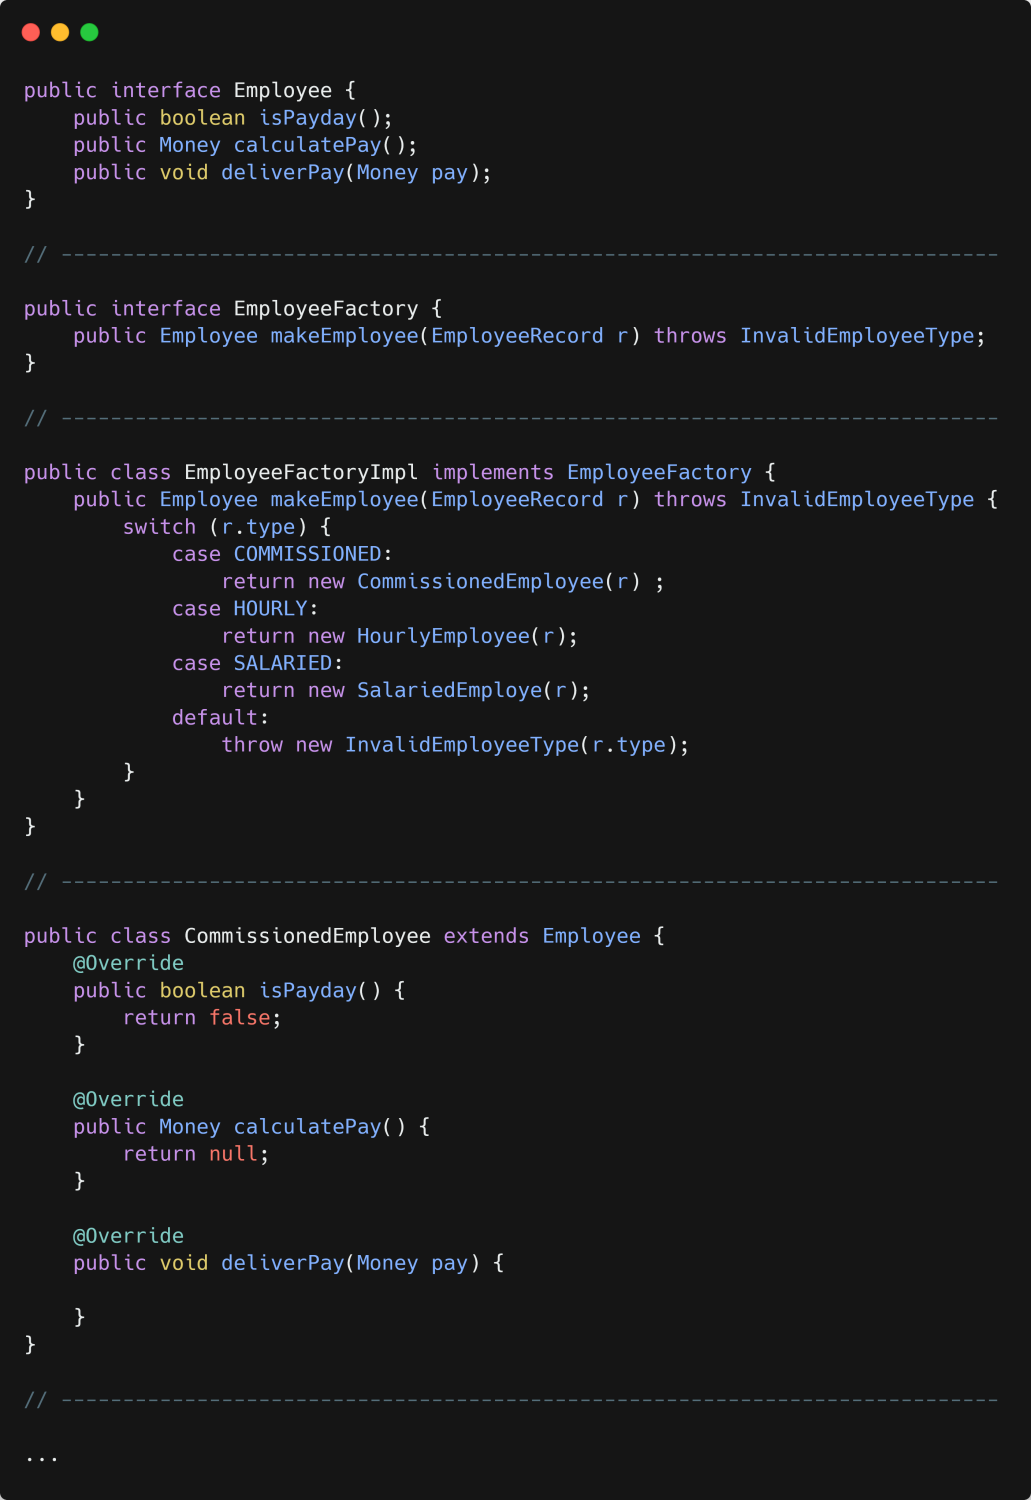 public interface Employee {
    public boolean isPayday();
    public Money calculatePay();
    public void deliverPay(Money pay);
}

// ----------------------------------------------------------------------------

public interface EmployeeFactory {
    public Employee makeEmployee(EmployeeRecord r) throws InvalidEmployeeType;
}

// ----------------------------------------------------------------------------

public class EmployeeFactoryImpl implements EmployeeFactory {
    public Employee makeEmployee(EmployeeRecord r) throws InvalidEmployeeType {
        switch (r.type) {
            case COMMISSIONED:
                return new CommissionedEmployee(r) ;
            case HOURLY:
                return new HourlyEmployee(r);
            case SALARIED:
                return new SalariedEmploye(r);
            default:
                throw new InvalidEmployeeType(r.type);
        }
    }
}

// ----------------------------------------------------------------------------

public class CommissionedEmployee extends Employee {
    @Override
    public boolean isPayday() {
        return false;
    }

    @Override
    public Money calculatePay() {
        return null;
    }

    @Override
    public void deliverPay(Money pay) {

    }
}

// ----------------------------------------------------------------------------

...